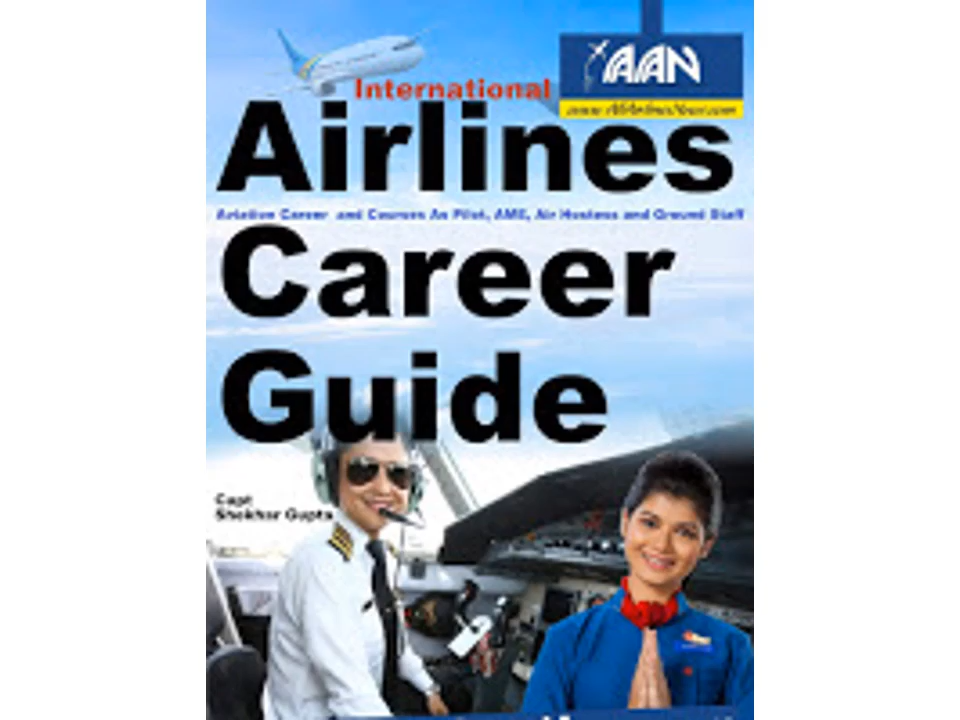 AAN
International
Airlines
Aviation Career and Courses As Pilot, AME, Air Hostess and Ground Staff
Career
Guide
Capt
Shekhar Gupta